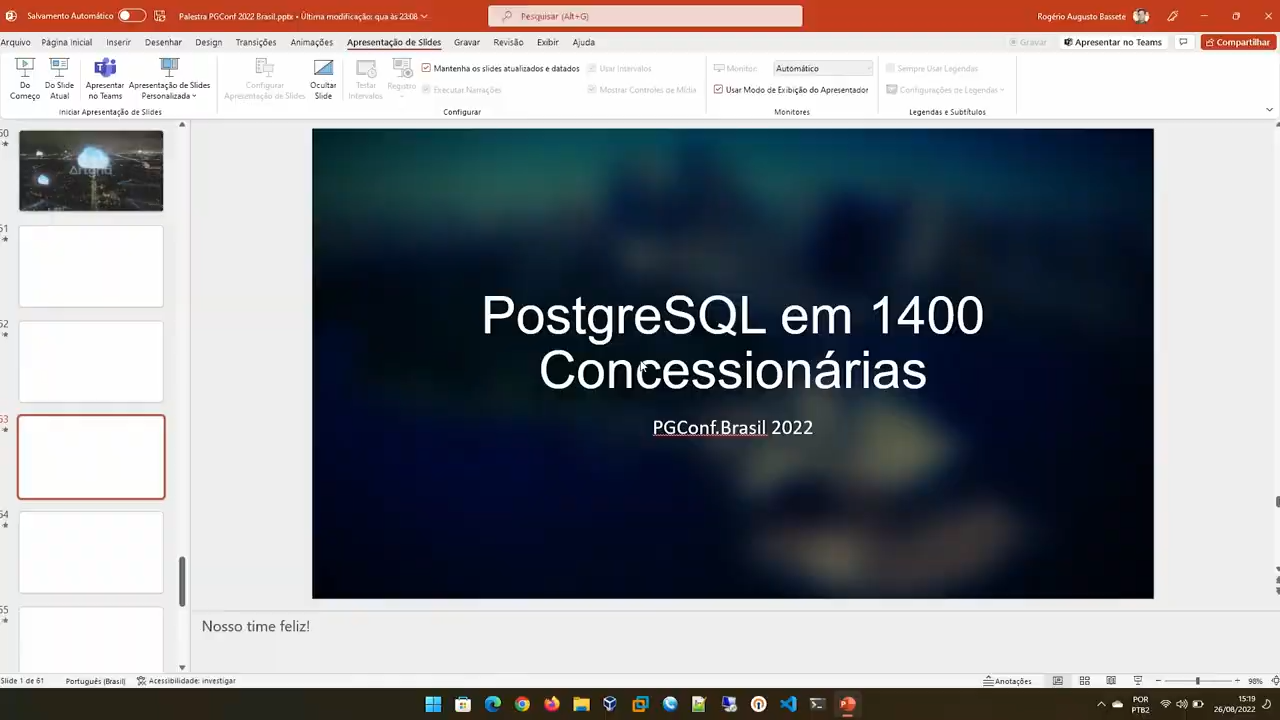 Salvamento Automático
Palestra PGConf 2022 Brasil.pptx • Última modificação: qua às 23:08
Pesquisar (Alt+G)
Rogério Augusto Bassete
Arquivo
Página Inicial
Inserir
Desenhar
Design
Transições
Animações
Apresentação de Slides
Gravar
Revisão
Exibir
Ajuda
Gravar
Apresentar no Teams
Compartilhar
Do Começo
Do Slide Atual
Apresentar no Teams
Apresentação de Slides Personalizada
Iniciar Apresentação de Slides
Configurar Apresentação de Slides
Ocultar Slide
Testar Intervalos
Registro
Mantenha os slides atualizados e datados
Executar Narrações
Usar Intervalos
Mostrar Controles de Mídia
Configurar
Monitor:
Automático
Usar Modo de Exibição do Apresentador
Monitores
Sempre Usar Legendas
Configurações de Legendas
Legendas e Subtítulos
PostgreSQL em 1400
Concessionárias
PGConf.Brasil 2022
Nosso time feliz!
Slide 1 de 61
Português (Brasil)
Acessibilidade: investigar
Anotações
98%
POR
PTB2
15:19
26/08/2022